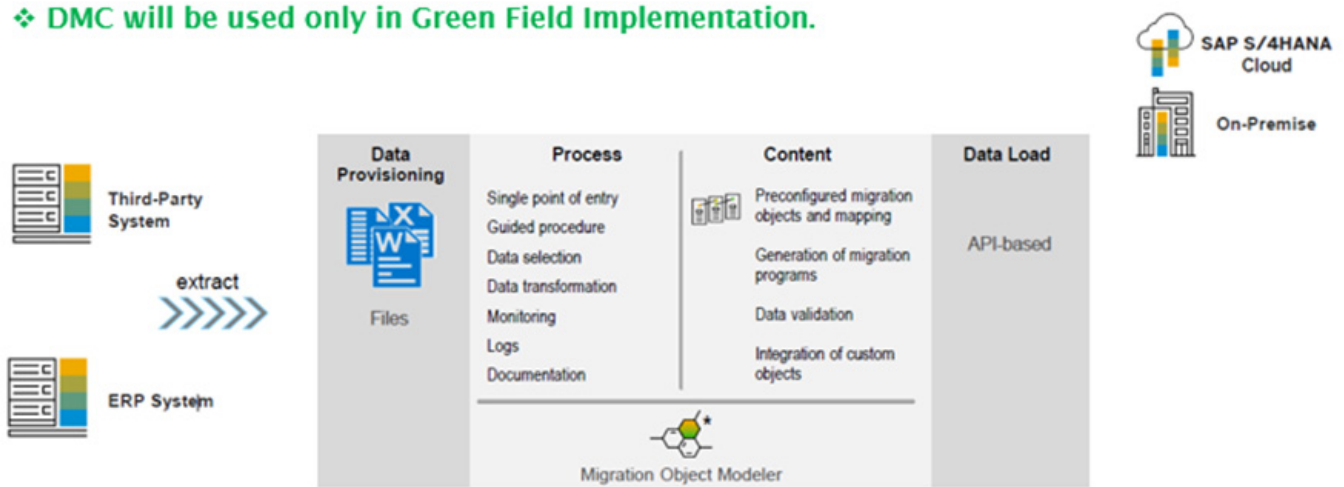 ❖ DMC will be used only in Green Field Implementation.
SAP S/4HANA
Cloud
On-Premise
Third-Party
System
extract
ERP System
Data
Provisioning
X
W
Files
Process
Single point of entry
Guided procedure
Data selection
Data transformation
Monitoring
Logs
Documentation
Content
Preconfigured migration
objects and mapping
Generation of migration
programs
Data validation
Integration of custom
objects
*
Migration Object Modeler
Data Load
API-based